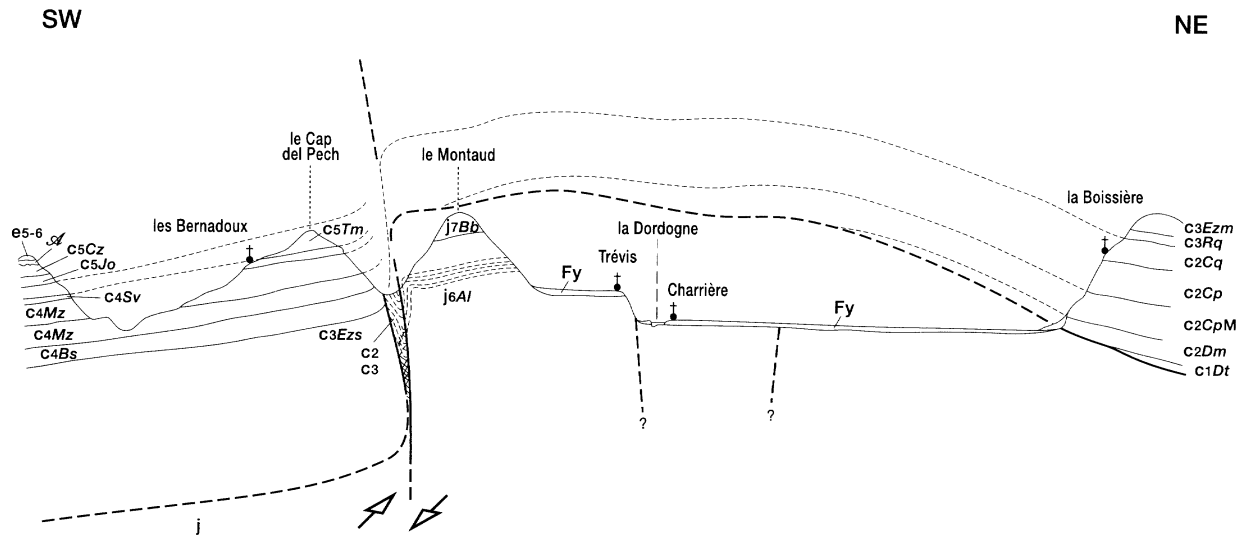 SW
NE
le Cap
del Pech
le Montaud
la Boissière
les Bernadoux
la Dordogne
Trévis
Charrière
e5-6
A
c5Cz
c5Jo
c4Sv
c4Mz
c4Mz
c4Bs
c5Tm
j7Bb
j6Al
Fy
Fy
c3Ezs
c2
c3
c3Ezm
c3Rq
c2Cq
c2Cp
c2CpM
c2Dm
c1Dt
?
?
j